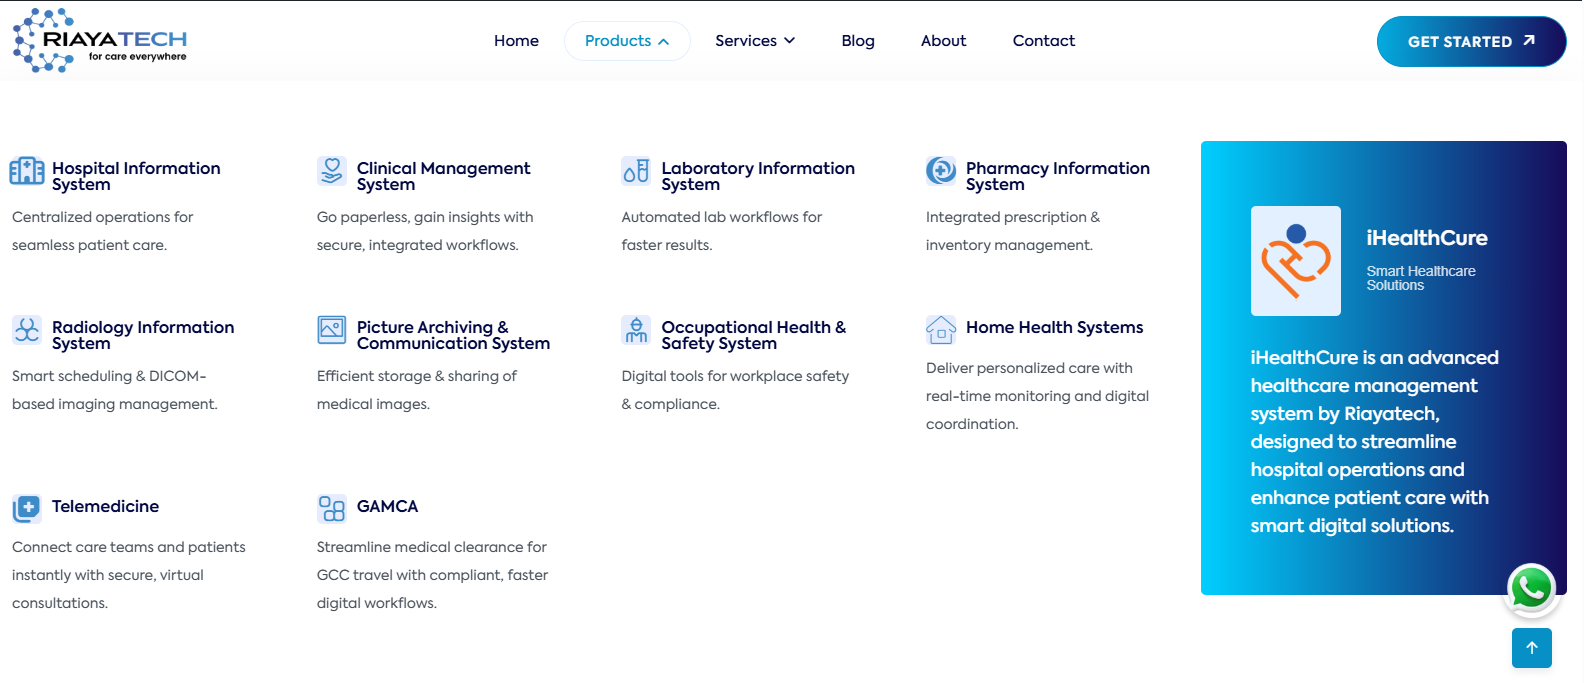 RIAYATECH
for care everywhere
Home
Products
Services
Blog
About
Contact
GET STARTED
Hospital Information
System
Centralized operations for
seamless patient care.
Clinical Management
System
Go paperless, gain insights with
secure, integrated workflows.
Laboratory Information
System
Automated lab workflows for
faster results.
Pharmacy Information
System
Integrated prescription &
inventory management.
Radiology Information
System
Smart scheduling & DICOM-
based imaging management.
Picture Archiving &
Communication System
Efficient storage & sharing of
medical images.
Occupational Health &
Safety System
Digital tools for workplace safety
& compliance.
Home Health Systems
Deliver personalized care with
real-time monitoring and digital
coordination.
Telemedicine
Connect care teams and patients
instantly with secure, virtual
consultations.
GAMCA
Streamline medical clearance for
GCC travel with compliant, faster
digital workflows.
iHealthCure
Smart Healthcare
Solutions
iHealthCure is an advanced
healthcare management
system by Riayatech,
designed to streamline
hospital operations and
enhance patient care with
smart digital solutions.